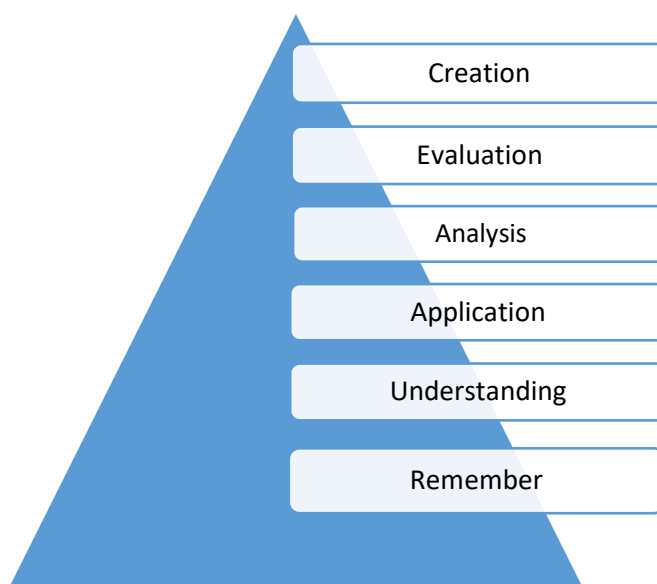 Creation
Evaluation
Analysis
Application
Understanding
Remember